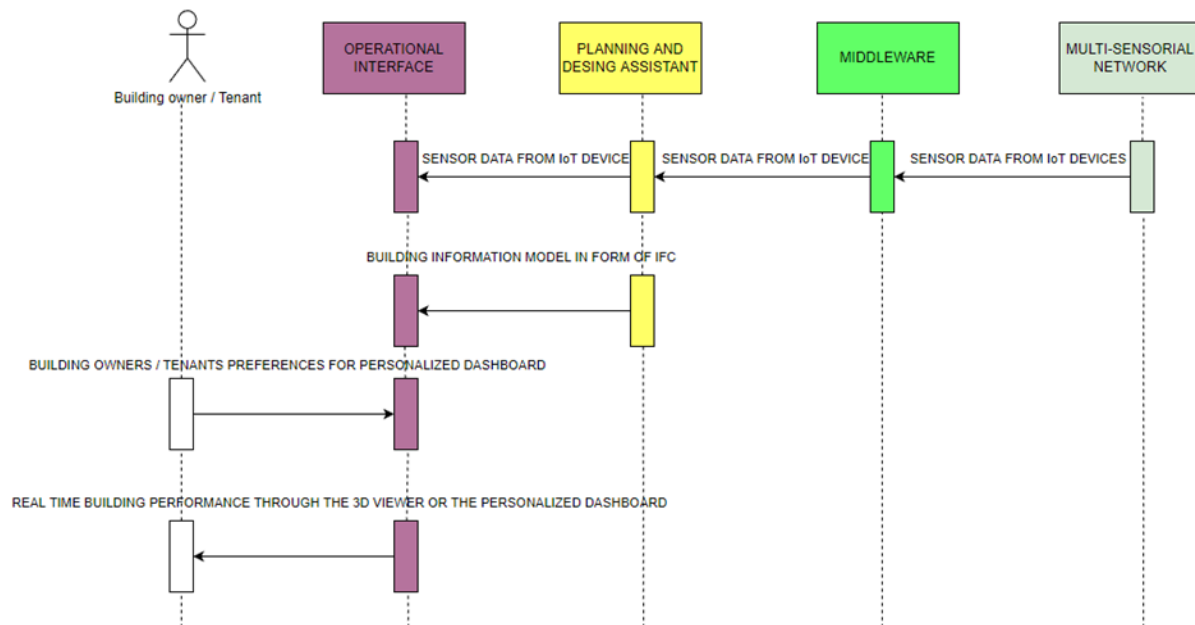 OPERATIONAL
INTERFACE
PLANNING AND
DESING ASSISTANT
MIDDLEWARE
MULTI-SENSORIAL
NETWORK
Building owner / Tenant
SENSOR DATA FROM IoT DEVICE
SENSOR DATA FROM IoT DEVICE
SENSOR DATA FROM IoT DEVICES
BUILDING INFORMATION MODEL IN FORM OF IFC
BUILDING OWNERS / TENANTS PREFERENCES FOR PERSONALIZED DASHBOARD
REAL TIME BUILDING PERFORMANCE THROUGH THE 3D VIEWER OR THE PERSONALIZED DASHBOARD